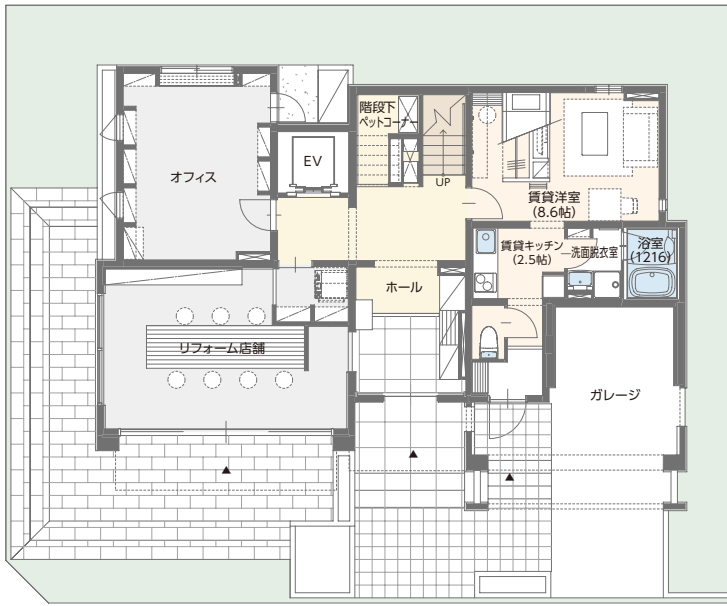 階段下
ペットコーナー
オフィス
EV
UP
賃貸洋室
(8.6帖)
賃貸キッチン
(2.5帖)
洗面脱衣室
浴室
(1216)
ホール
リフォーム店舗
ガレージ